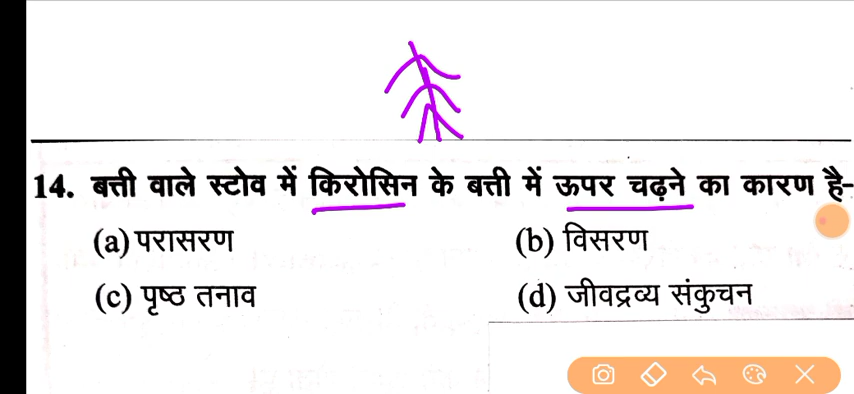 14. बत्ती वाले स्टोव में किरोसिन के बत्ती में ऊपर चढ़ने का कारण है-
(a) परासरण (b) विसरण
(c) पृष्ठ तनाव (d) जीवद्रव्य संकुचन